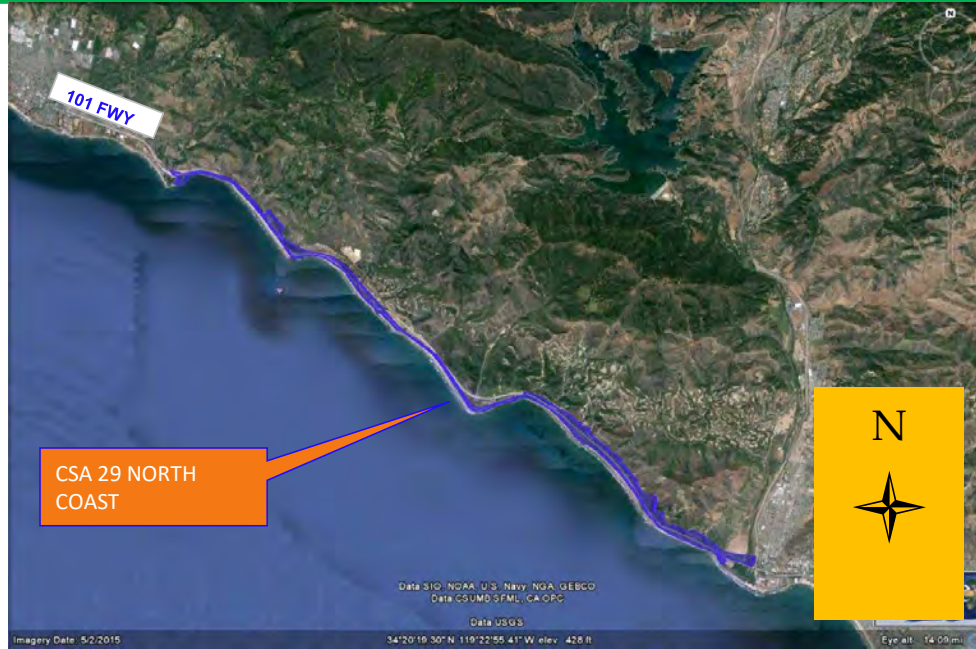 N
101 FWY
CSA 29 NORTH
COAST
N
Data SIO, NOAA, U.S. Navy, NGA, GEBCO
Data CSUMB SFML, CA OPC
Data USGS
Imagery Date: 5/2/2015
34°20'19.30" N 119°22'55.41" W elev 428 ft
Eye alt 14.09 mi